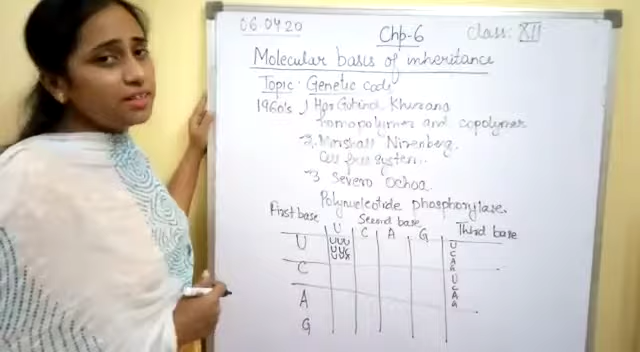 06 04 20 Chp-6 Class: XII
Molecular basis of inheritance
Topic: Genetic code
1960's 1 Har Gobind Khurana
homopolymer and copolymer
→2. Marshall Nirenberg.
Cell free system..
→3 Severo Ochoa.
Polynucleotide phosphorylase.
First base Second base Third base
U C A G
U UUU U
UUC C
UUA A
C U
C
A A
A
G